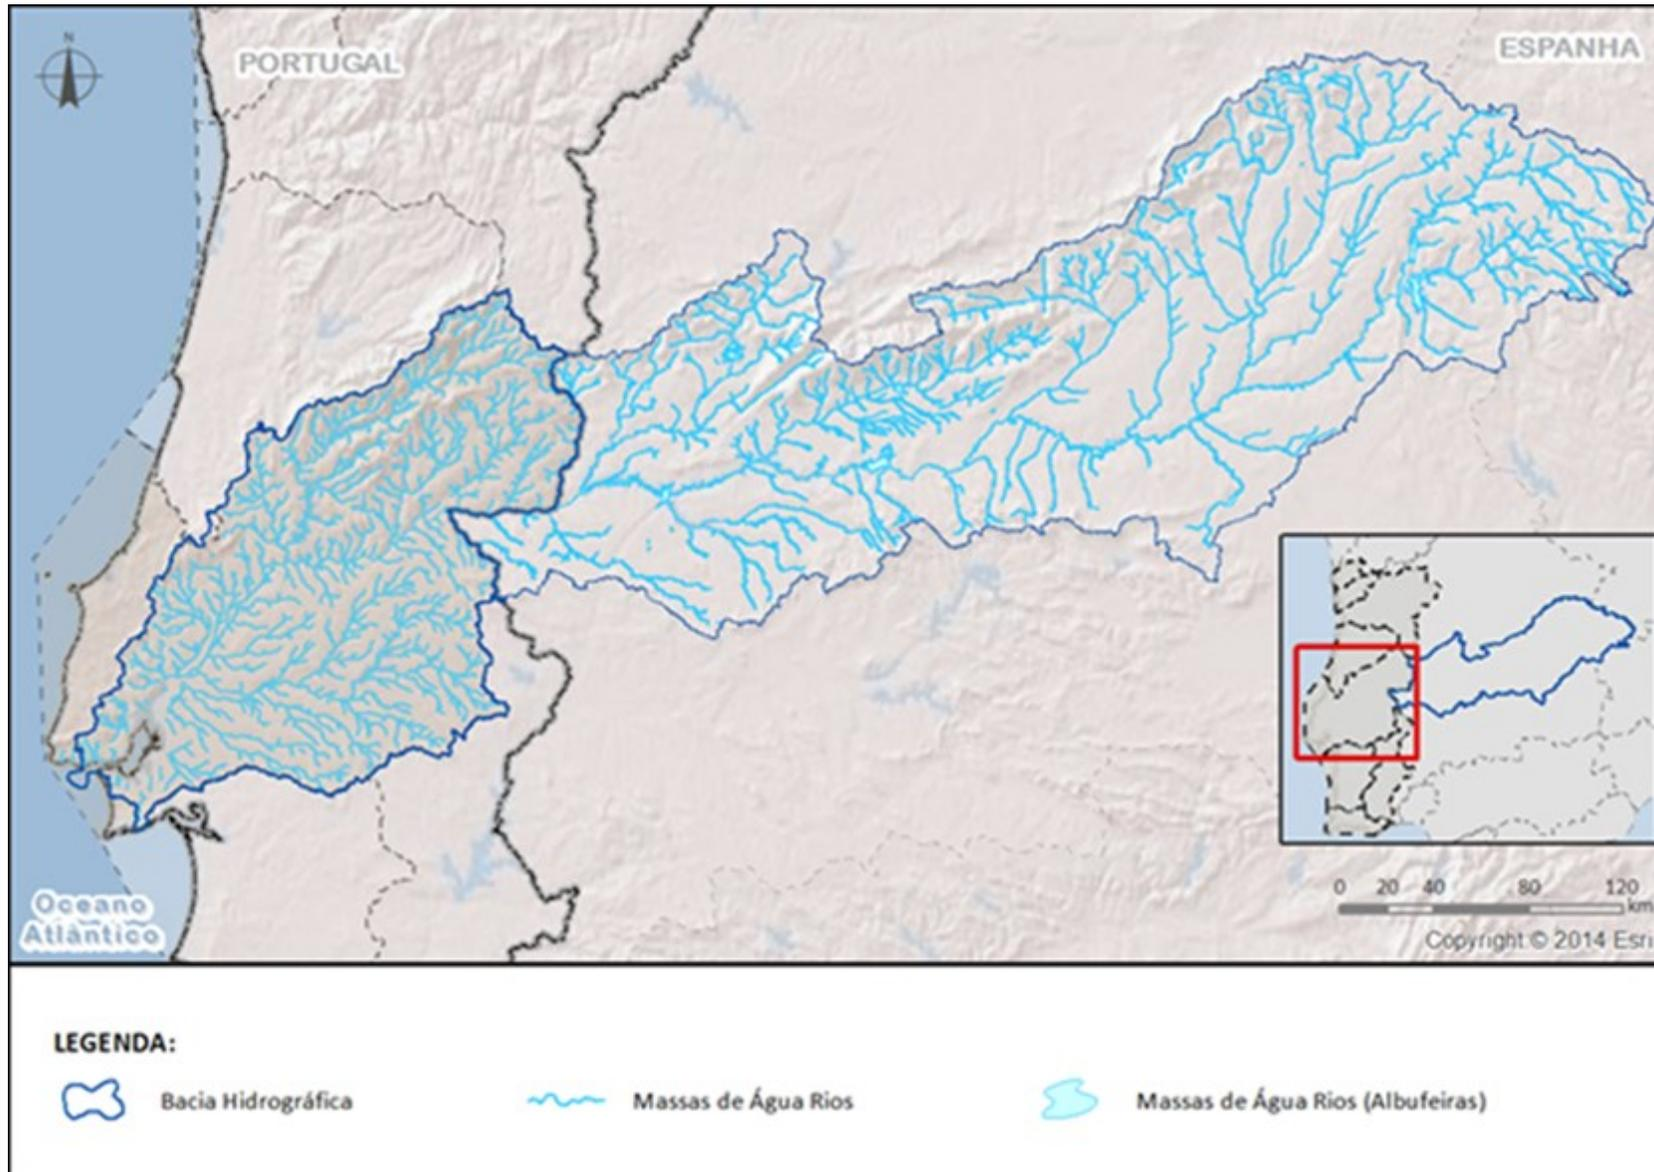 N
PORTUGAL
ESPANHA
Oceano
Atlântico
0 20 40 80 120
km
Copyright © 2014 Esri
LEGENDA:
Bacia Hidrográfica
Massas de Água Rios
Massas de Água Rios (Albufeiras)